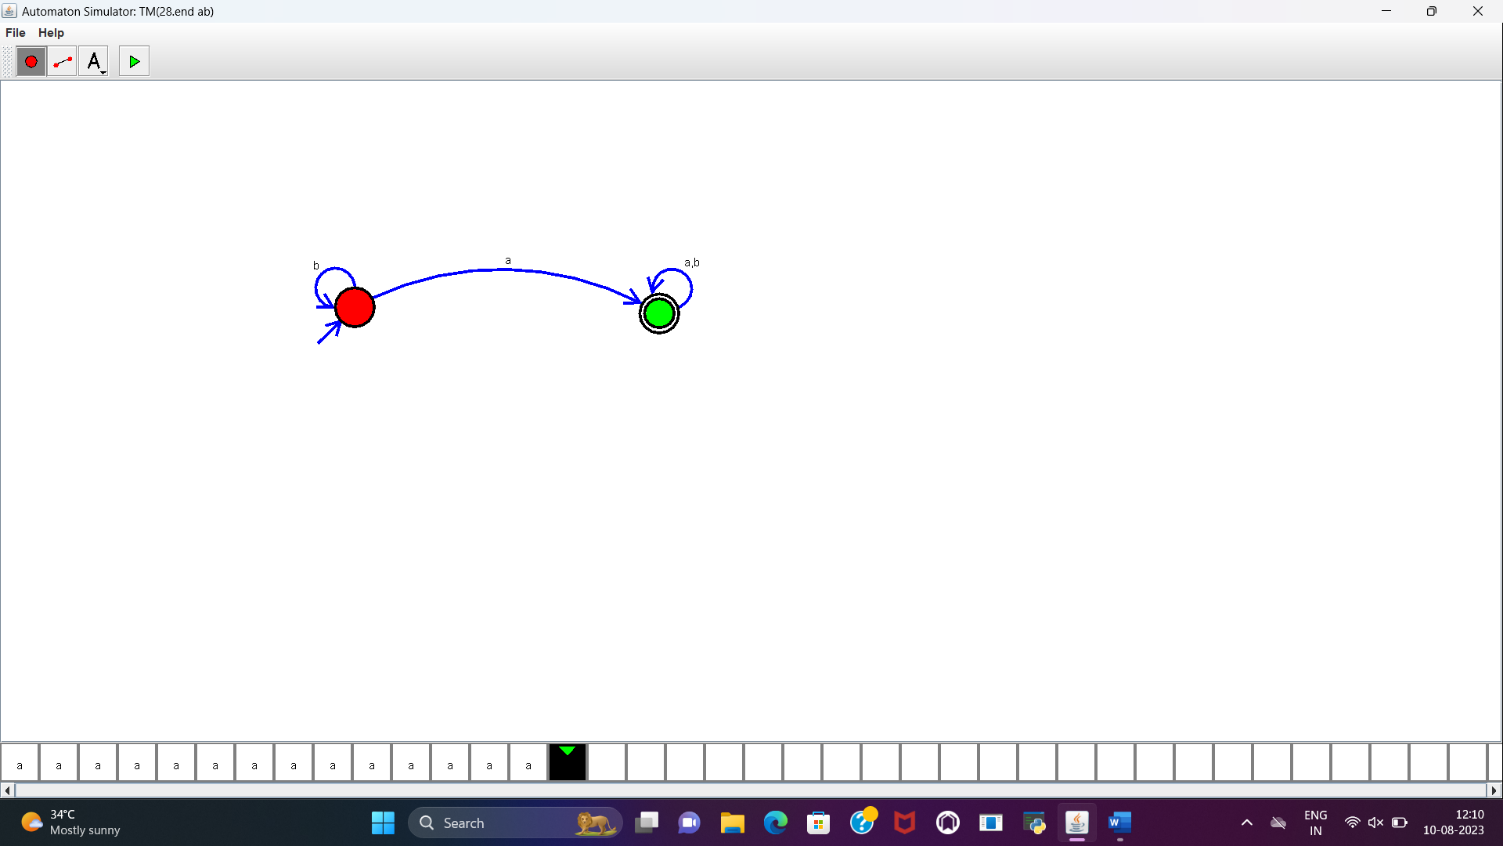 Automaton Simulator: TM(28.end ab)
File Help
A
b
a
a,b
a a a a a a a a a a a a a a
34°C
Mostly sunny
Search
ENG
IN
12:10
10-08-2023